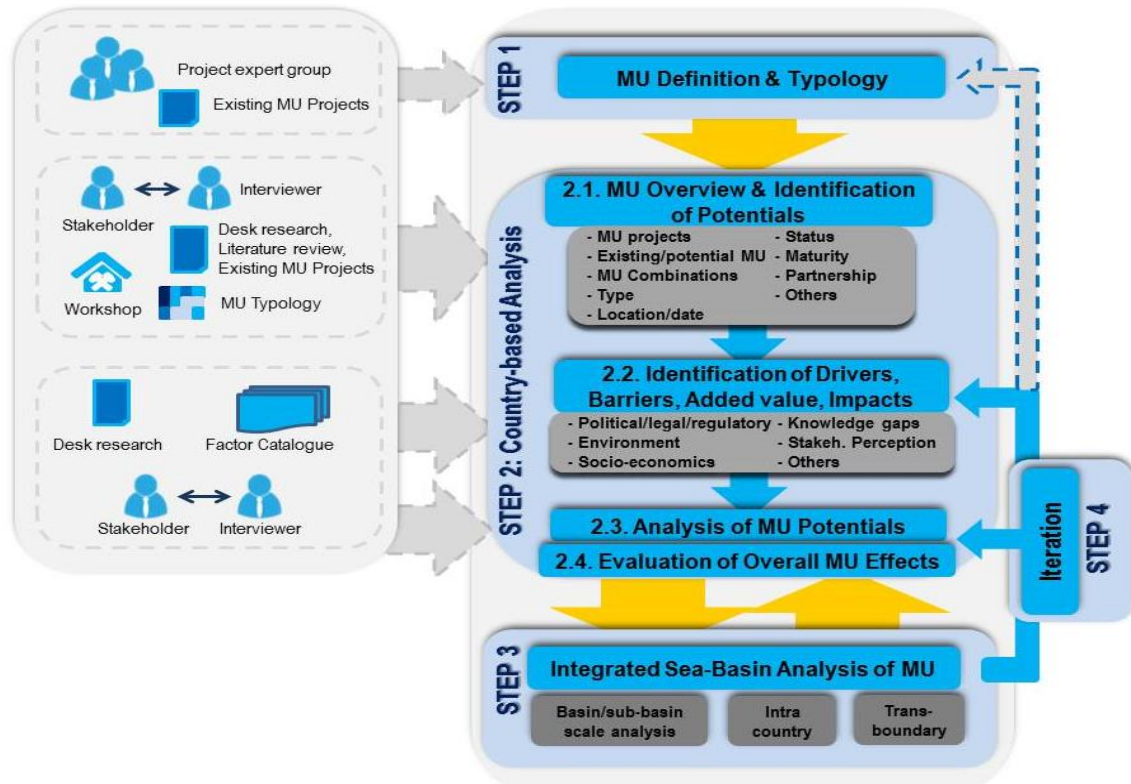 Project expert group
Existing MU Projects
Stakeholder
Interviewer
Desk research,
Literature review,
Existing MU Projects
Workshop
MU Typology
Desk research
Factor Catalogue
Stakeholder
Interviewer
STEP 1
MU Definition & Typology
STEP 2: Country-based Analysis
2.1. MU Overview & Identification
of Potentials
- MU projects
- Existing/potential MU
- MU Combinations
- Type
- Location/date
- Status
- Maturity
- Partnership
- Others
2.2. Identification of Drivers,
Barriers, Added value, Impacts
- Political/legal/regulatory
- Environment
- Socio-economics
- Knowledge gaps
- Stakeh. Perception
- Others
2.3. Analysis of MU Potentials
2.4. Evaluation of Overall MU Effects
STEP 3
Integrated Sea-Basin Analysis of MU
Basin/sub-basin
scale analysis
Intra
country
Trans-
boundary
Iteration
STEP 4